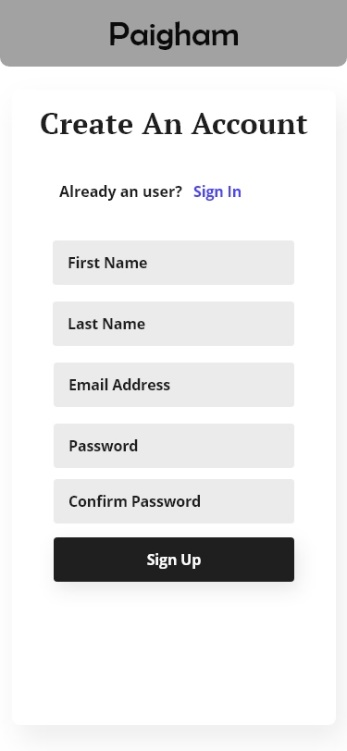 Paigham
Create An Account
Already an user? Sign In
First Name
Last Name
Email Address
Password
Confirm Password
Sign Up